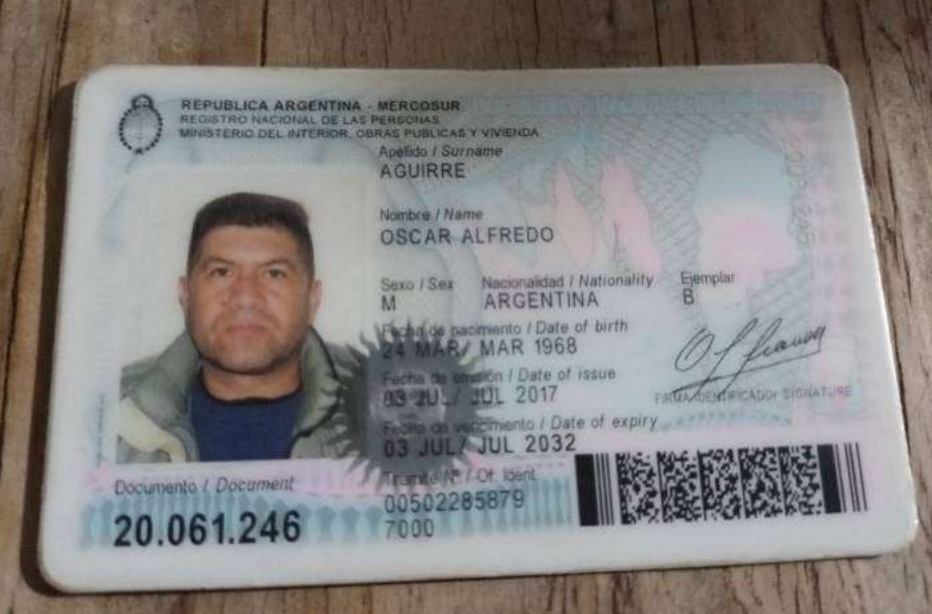 REPUBLICA ARGENTINA - MERCOSUR
REGISTRO NACIONAL DE LAS PERSONAS
MINISTERIO DEL INTERIOR, OBRAS PUBLICAS Y VIVIENDA
Apellido / Surname
AGUIRRE
Nombre / Name
OSCAR ALFREDO
Sexo / Sex Nacionalidad / Nationality Ejemplar
M ARGENTINA B
Fecha de nacimiento / Date of birth
24 MAR/ MAR 1968
Fecha de emisión / Date of issue
03 JUL/ JUL 2017
FIRMA IDENTIFICADO/ SIGNATURE
Fecha de vencimiento / Date of expiry
03 JUL/ JUL 2032
Documento / Document
20.061.246
Tramite Nº / Of. Ident.
00502285879
7000